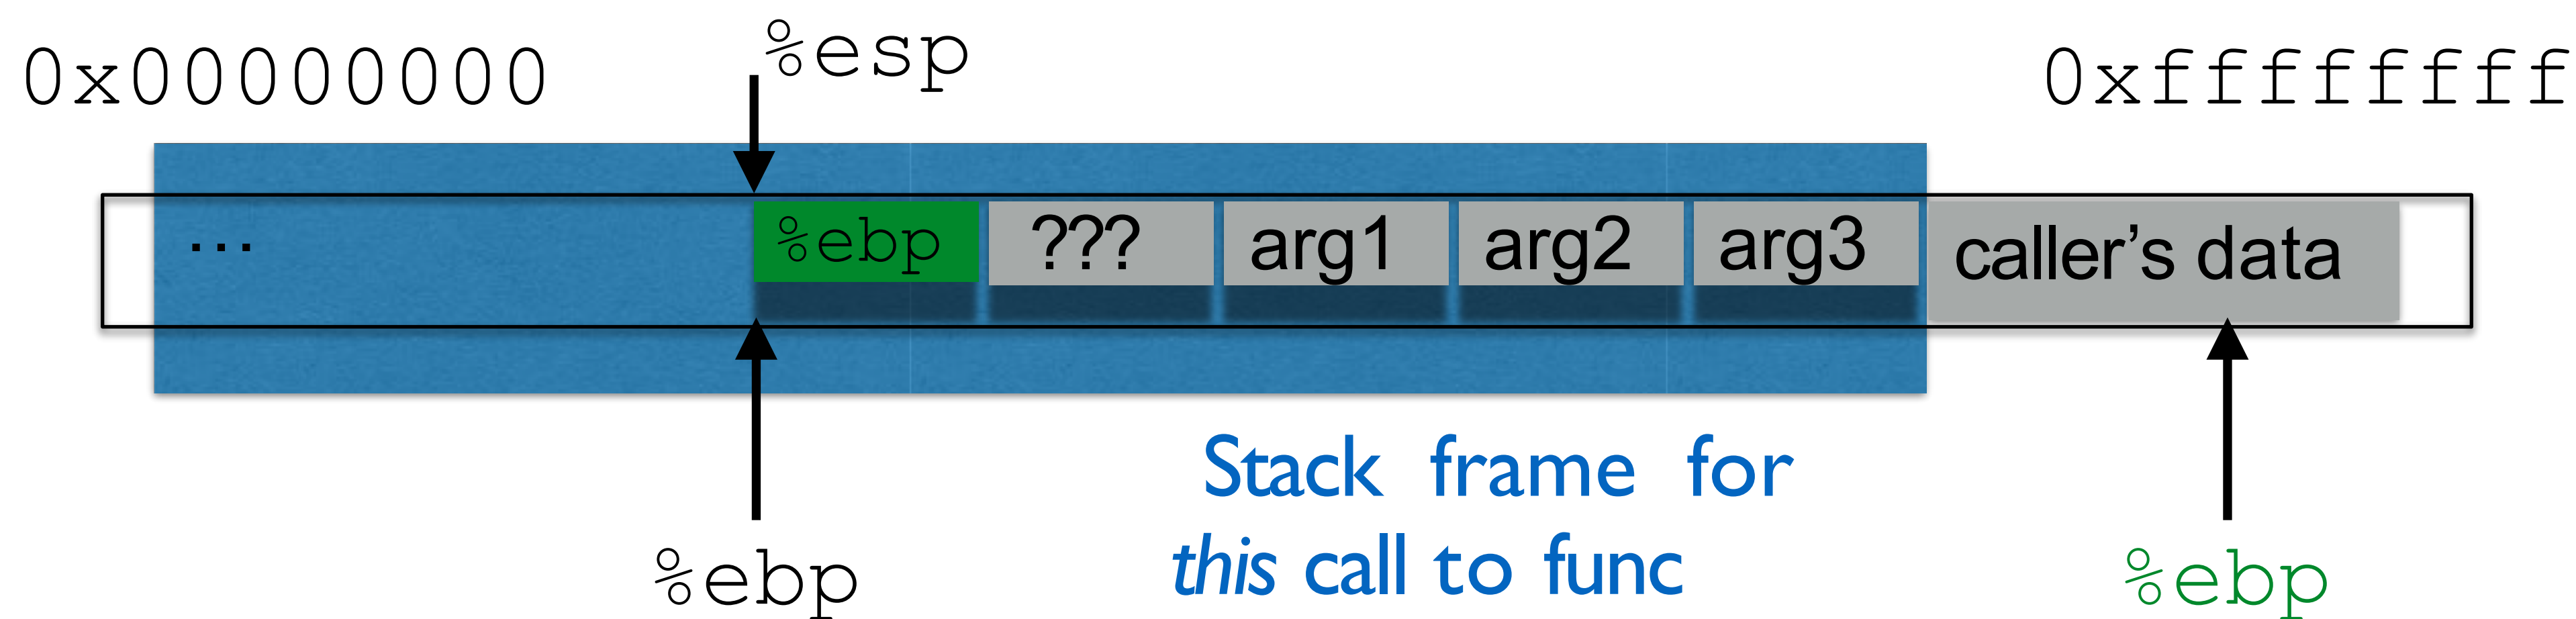 0x00000000 %esp 0xffffffff
... %ebp ??? arg1 arg2 arg3 caller's data
Stack frame for
this call to func
%ebp %ebp